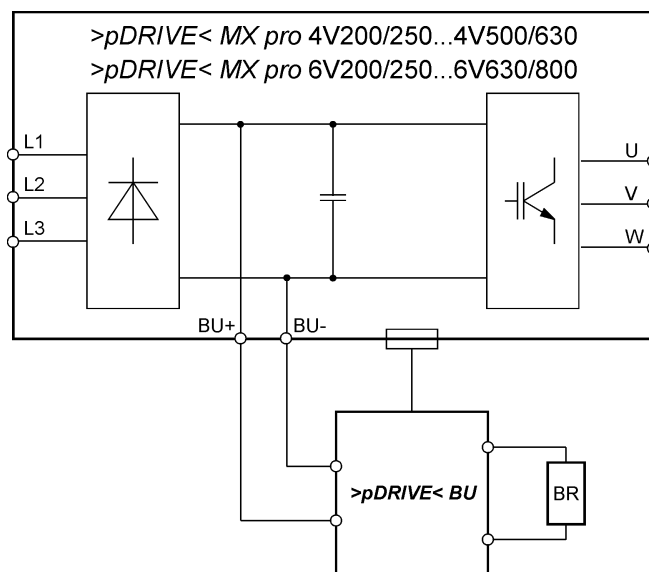 >pDRIVE< MX pro 4V200/250...4V500/630
>pDRIVE< MX pro 6V200/250...6V630/800
L1
L2
L3
U
V
W
BU+ BU-
>pDRIVE< BU
BR